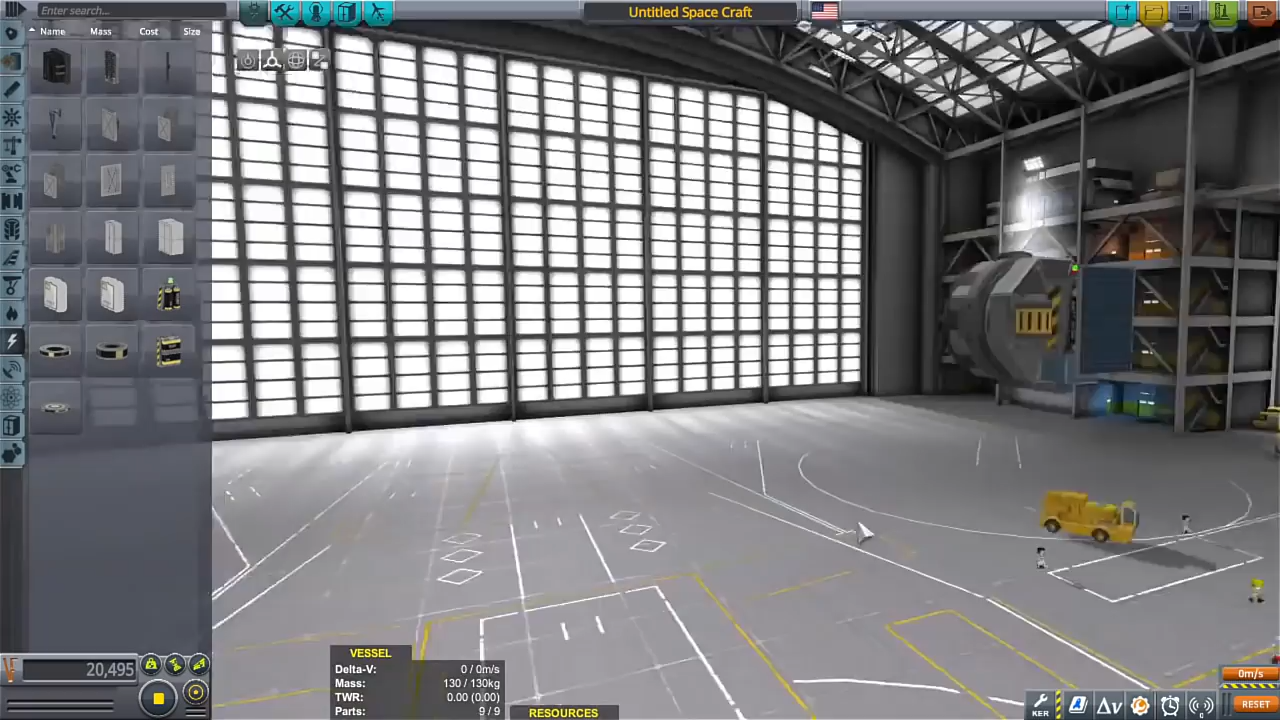 Enter search...
Untitled Space Craft
Name Mass Cost Size
20,495
VESSEL
Delta-V: 0 / 0m/s
Mass: 130 / 130kg
TWR: 0.00 (0.00)
Parts: 9 / 9
RESOURCES
0m/s
KER
Δv
RESET